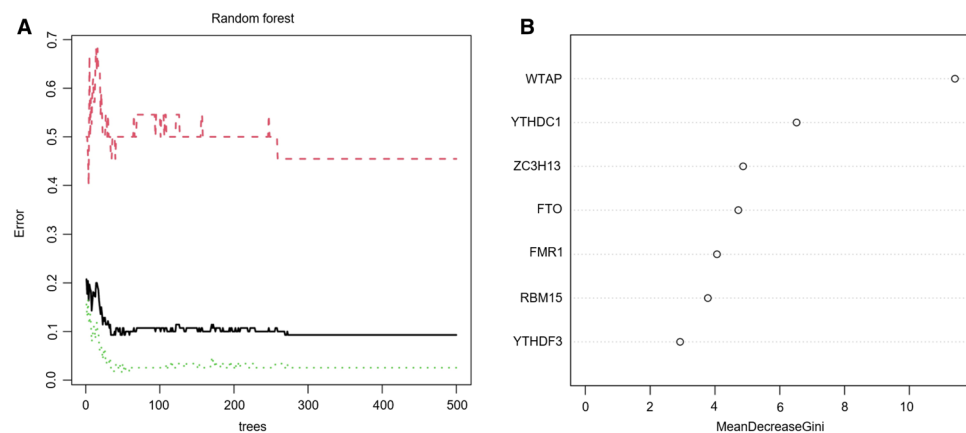 A
Random forest
0.7
0.6
0.5
0.4
0.3
0.2
0.1
0.0
Error
0 100 200 300 400 500
trees
B
WTAP
YTHDC1
ZC3H13
FTO
FMR1
RBM15
YTHDF3
0 2 4 6 8 10
MeanDecreaseGini